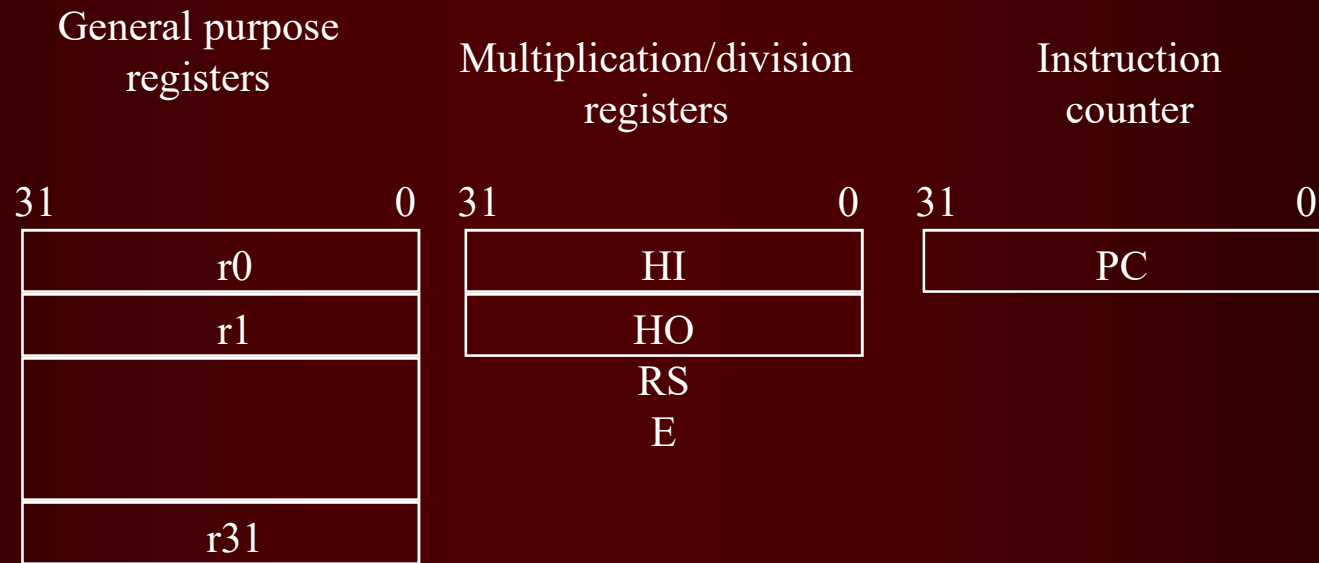 General purpose
registers
31 0
r0
r1
r31
Multiplication/division
registers
31 0
HI
HO
RS
E
Instruction
counter
31 0
PC